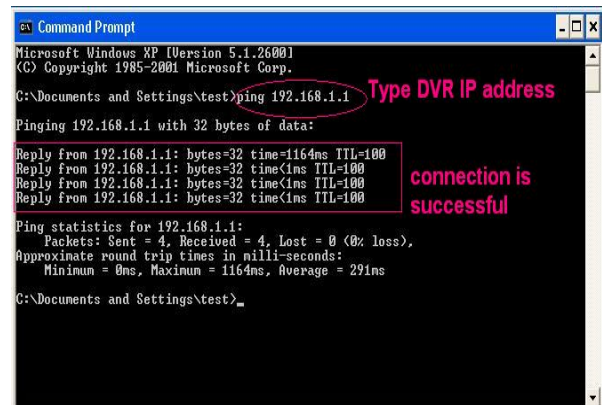 Command Prompt
Microsoft Windows XP [Version 5.1.2600]
(C) Copyright 1985-2001 Microsoft Corp.
C:\Documents and Settings\test>ping 192.168.1.1
Type DVR IP address
Pinging 192.168.1.1 with 32 bytes of data:
Reply from 192.168.1.1: bytes=32 time=1164ms TTL=100
Reply from 192.168.1.1: bytes=32 time<1ms TTL=100
Reply from 192.168.1.1: bytes=32 time<1ms TTL=100
Reply from 192.168.1.1: bytes=32 time<1ms TTL=100
connection is
successful
Ping statistics for 192.168.1.1:
Packets: Sent = 4, Received = 4, Lost = 0 (0% loss),
Approximate round trip times in milli-seconds:
Minimum = 0ms, Maximum = 1164ms, Average = 291ms
C:\Documents and Settings\test>_